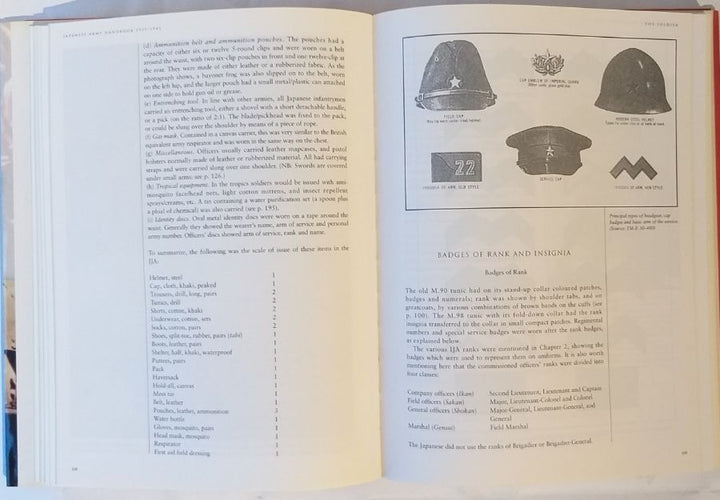 JAPANESE ARMY HANDBOOK 1939-1945
(d) Ammunition belt and ammunition pouches. The pouches had a
capacity of either six or twelve 5-round clips and were worn on a belt
around the waist, with two six-clip pouches in front and one twelve-clip at
the rear. They were made of either leather or a rubberized fabric. As the
photograph shows, a bayonet frog was also slipped on to the belt, worn
on the left hip, and the larger pouch had a small metal/plastic can attached
on one side to hold gun oil or grease.
(e) Entrenching tool. In line with other armies, all Japanese infantrymen
carried an entrenching tool, either a shovel with a short detachable handle,
or a pick (on the ratio of 2:1). The blade/pickhead was fixed to the pack,
or could be slung over the shoulder by means of a piece of rope.
(f) Gas mask. Contained in a canvas carrier, this was very similar to the British
equivalent army respirator and was worn in the same way on the chest.
(g) Miscellaneous. Officers usually carried leather mapcases, and pistol
holsters normally made of leather or rubberized material. All had carrying
straps and were carried slung over one shoulder. (NB: Swords are covered
under small arms: see p. 126.)
(h) Tropical equipment. In the tropics soldiers would be issued with anti-
mosquito face/head nets, light cotton mittens, and insect repellent
sprays/creams, etc. A tin containing a water purification set (a spoon plus
a phial of chemical) was also carried (see p. 195).
(i) Identity discs. Oval metal identity discs were worn on a tape around the
waist. Generally they showed the wearer's name, arm of service and personal
army number. Officers' discs showed arm of service, rank and name.
To summarize, the following was the scale of issue of these items in the
IJA:
Helmet, steel 1
Cap, cloth, khaki, peaked 1
Trousers, drill, long, pairs 2
Tunics, drill 2
Shirts, cotton, khaki 2
Underwear, cotton, sets 2
Socks, cotton, pairs 2
Shoes, split-toe, rubber, pairs (tabi) 1
Boots, leather, pairs 1
Shelter, half, khaki, waterproof 1
Puttees, pairs 1
Pack 1
Haversack 1
Hold-all, canvas 1
Mess tin 1
Belt, leather 1
Pouches, leather, ammunition 3
Water bottle 1
Gloves, mosquito, pairs 1
Head mask, mosquito 1
Respirator 1
First aid field dressing 1
THE SOLDIER
FIELD CAP
CAP EMBLEM OF IMPERIAL GUARD
MODERN STEEL HELMET
22
SERVICE CAP
INSIGNIA OF ARM, OLD STYLE
INSIGNIA OF ARM, NEW STYLE
Principal types of headgear, cap
badges and basic arm of the service.
(Source: TM-E 30-480)
BADGES OF RANK AND INSIGNIA
Badges of Rank
The old M.90 tunic had on its stand-up collar coloured patches,
badges and numerals; rank was shown by shoulder tabs, and on
greatcoats, by various combinations of brown bands on the cuffs (see
p. 100). The M.98 tunic with its fold-down collar had the rank
insignia transferred to the collar in small compact patches. Regimental
numbers and special service badges were worn after the rank badges,
as explained below.
The various IJA ranks were mentioned in Chapter 2, showing the
badges which were used to represent them on uniforms. It is also worth
mentioning here that the commissioned officers' ranks were divided into
four classes:
Company officers (Ikan) Second Lieutenant, Lieutenant and Captain
Field officers (Sakan) Major, Lieutenant-Colonel and Colonel
General officers (Shokan) Major-General, Lieutenant-General, and
General
Marshal (Gensui) Field Marshal
The Japanese did not use the ranks of Brigadier or Brigadier-General.